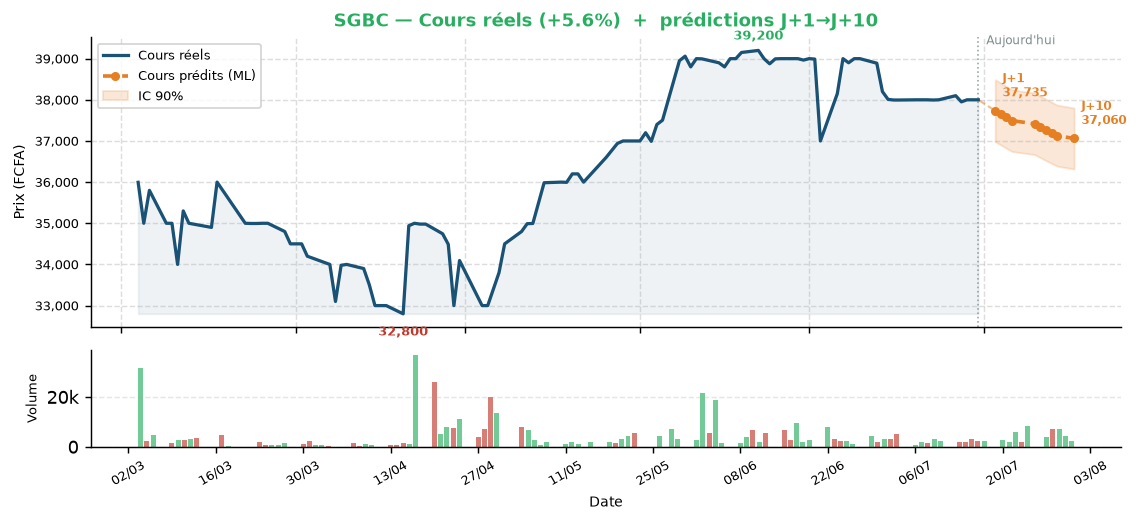 SGBC — Cours réels (+5.6%)  +  prédictions J+1→J+10
39,200
Aujourd'hui
Cours réels
Cours prédits (ML)
IC 90%
J+1
37,735
J+10
37,060
39,000
38,000
37,000
36,000
35,000
34,000
33,000
Prix (FCFA)
32,800
20k
0
Volume
02/03
16/03
30/03
13/04
27/04
11/05
25/05
08/06
22/06
06/07
20/07
03/08
Date